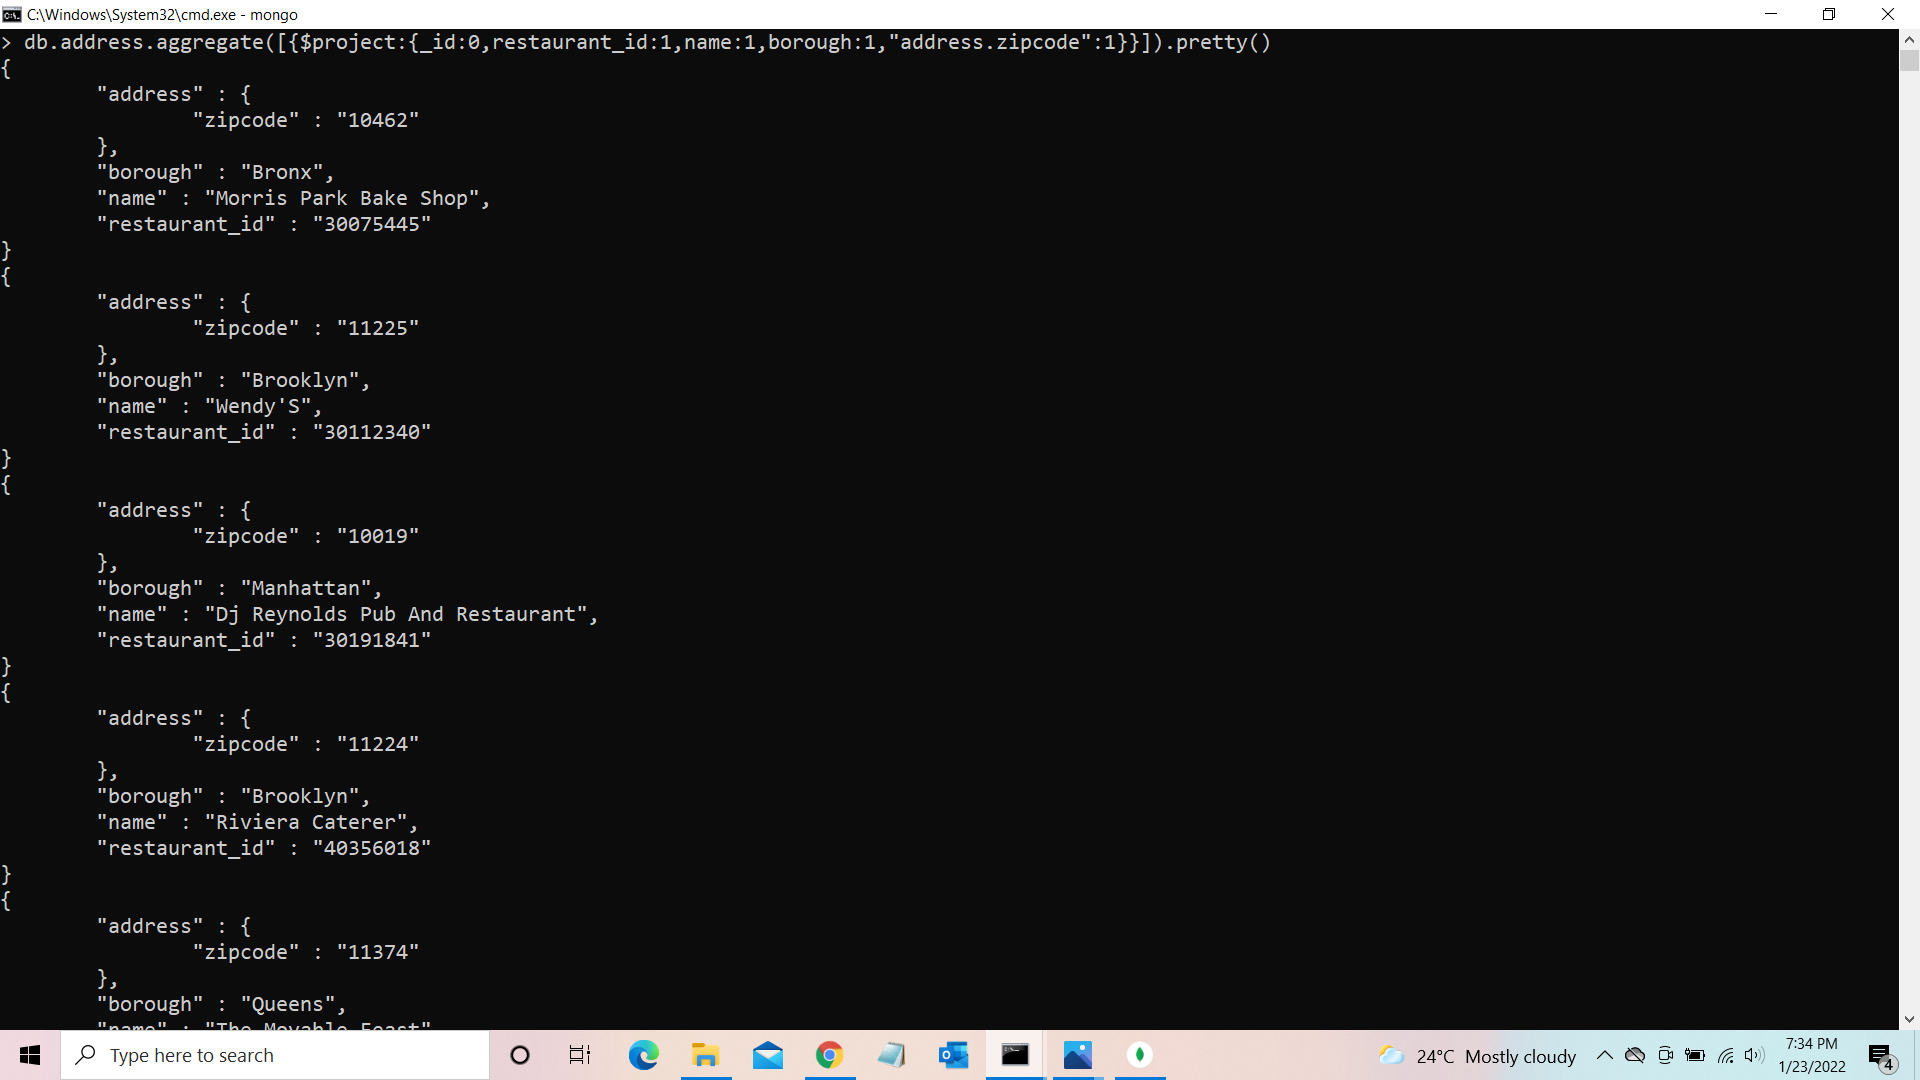 C:\Windows\System32\cmd.exe - mongo
> db.address.aggregate([{$project:{_id:0,restaurant_id:1,name:1,borough:1,"address.zipcode":1}}]).pretty()
{
"address" : {
"zipcode" : "10462"
},
"borough" : "Bronx",
"name" : "Morris Park Bake Shop",
"restaurant_id" : "30075445"
}
{
"address" : {
"zipcode" : "11225"
},
"borough" : "Brooklyn",
"name" : "Wendy'S",
"restaurant_id" : "30112340"
}
{
"address" : {
"zipcode" : "10019"
},
"borough" : "Manhattan",
"name" : "Dj Reynolds Pub And Restaurant",
"restaurant_id" : "30191841"
}
{
"address" : {
"zipcode" : "11224"
},
"borough" : "Brooklyn",
"name" : "Riviera Caterer",
"restaurant_id" : "40356018"
}
{
"address" : {
"zipcode" : "11374"
},
"borough" : "Queens",
"name" : "The Movable Feast"
Type here to search
24°C Mostly cloudy
7:34 PM
1/23/2022
4